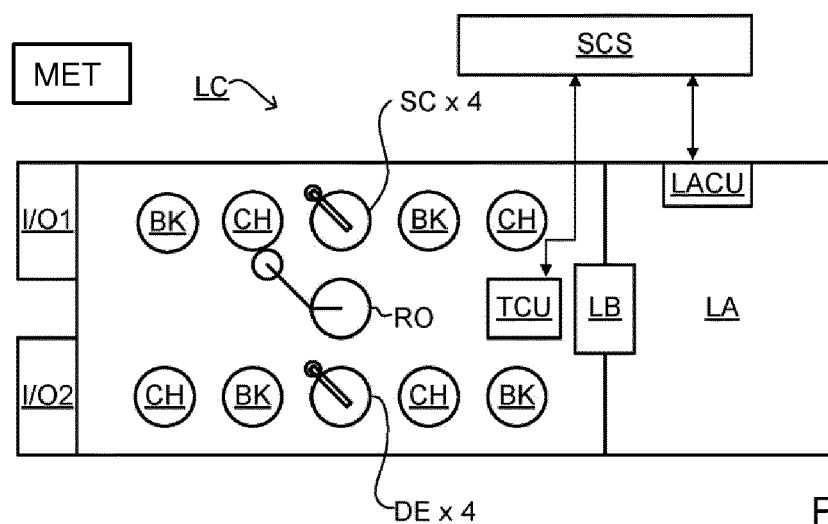 SCS
MET
LC
SC x 4
LACU
I/O1
BK
CH
BK
CH
TCU
LB
LA
RO
I/O2
CH
BK
CH
BK
DE x 4
F